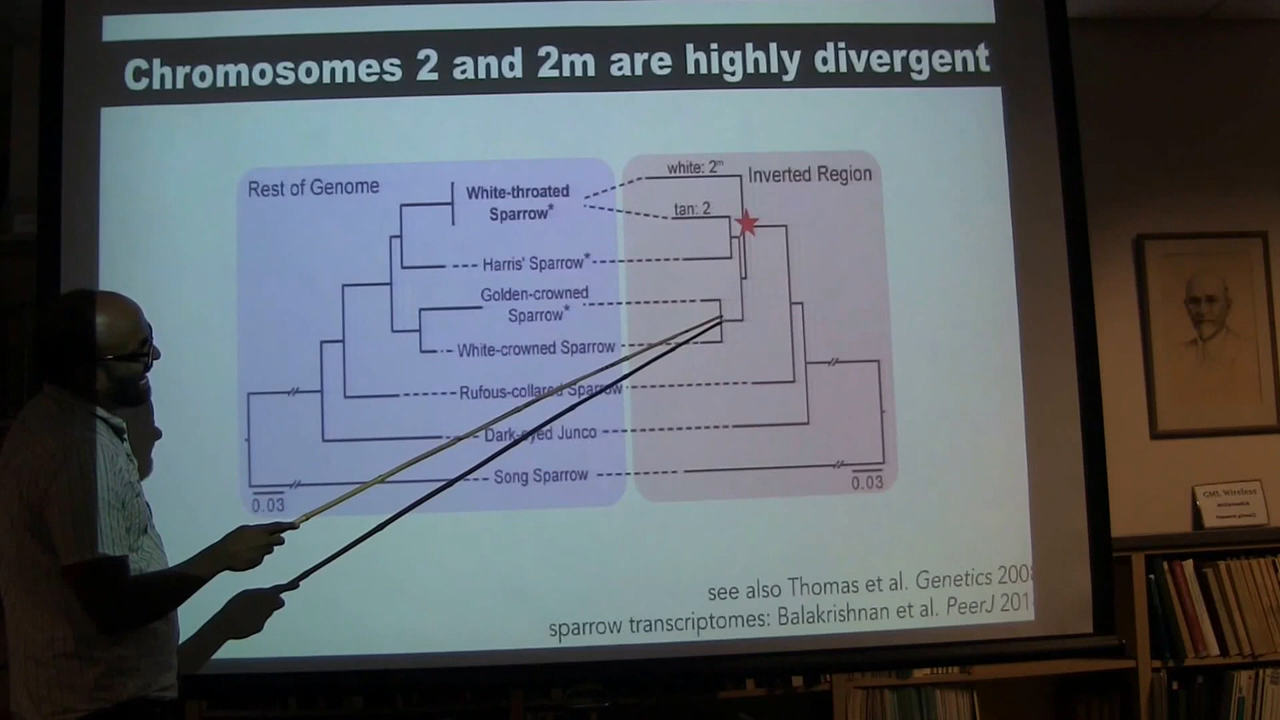 Chromosomes 2 and 2m are highly divergent
Rest of Genome
Inverted Region
White-throated
Sparrow*
white: 2ᵐ
tan: 2
Harris' Sparrow*
Golden-crowned
Sparrow*
White-crowned Sparrow
Rufous-collared Sparrow
Dark-eyed Junco
Song Sparrow
0.03
0.03
see also Thomas et al. Genetics
sparrow transcriptomes: Balakrishnan et al. PeerJ
GML Wireless